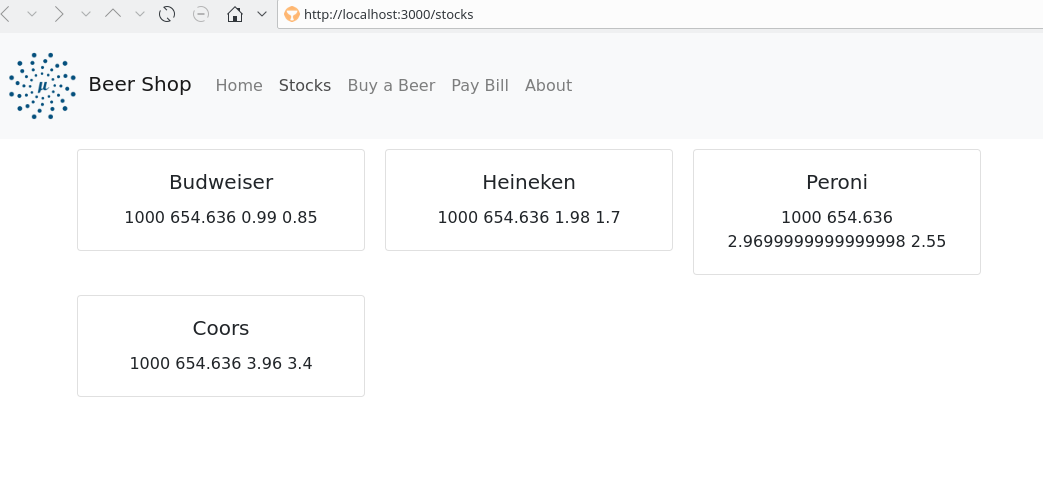 http://localhost:3000/stocks
μ Beer Shop Home Stocks Buy a Beer Pay Bill About
Budweiser
1000 654.636 0.99 0.85
Heineken
1000 654.636 1.98 1.7
Peroni
1000 654.636
2.9699999999999998 2.55
Coors
1000 654.636 3.96 3.4